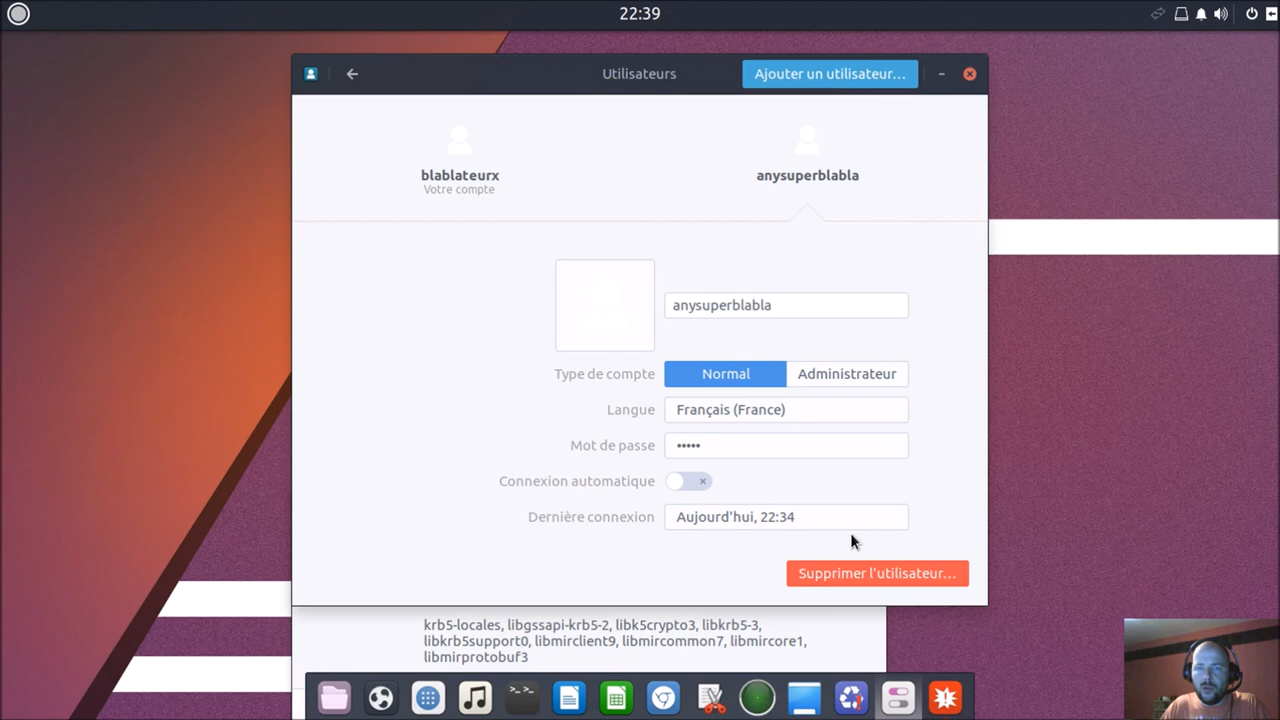 22:39
Utilisateurs
Ajouter un utilisateur...
blablateurx
Votre compte
anysuperblabla
anysuperblabla
Type de compte
Normal
Administrateur
Langue
Français (France)
Mot de passe
•••••
Connexion automatique
Dernière connexion
Aujourd'hui, 22:34
Supprimer l'utilisateur...
krb5-locales, libgssapi-krb5-2, libk5crypto3, libkrb5-3,
libkrb5support0, libmirclient9, libmircommon7, libmircore1,
libmirprotobuf3